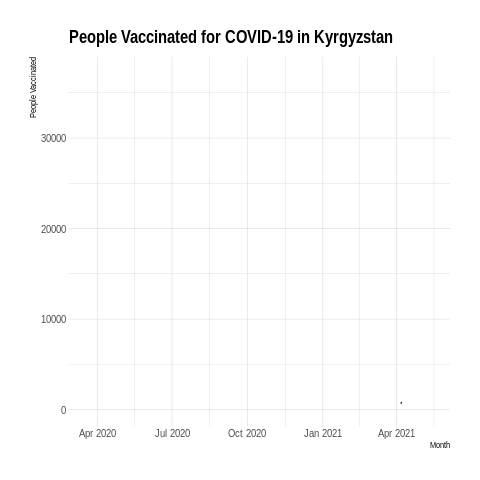 People Vaccinated for COVID-19 in Kyrgyzstan
People Vaccinated
30000
20000
10000
0
Apr 2020 Jul 2020 Oct 2020 Jan 2021 Apr 2021
Month